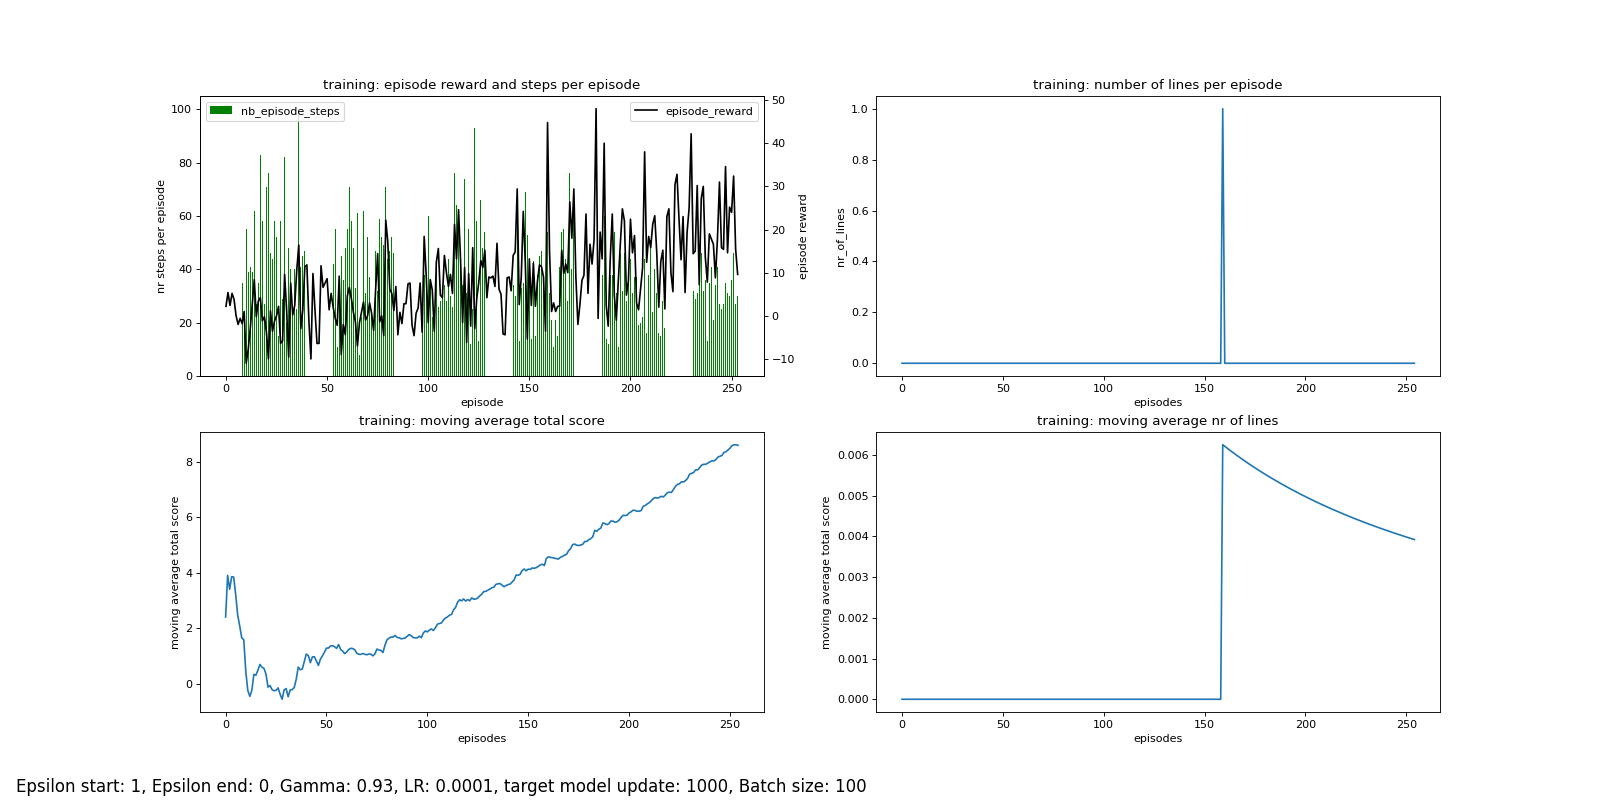 training: episode reward and steps per episode
nb_episode_steps
episode_reward
nr steps per episode
100
80
60
40
20
0
50
40
30
20
10
0
−10
episode reward
0 50 100 150 200 250
episode
training: number of lines per episode
nr_of_lines
1.0
0.8
0.6
0.4
0.2
0.0
0 50 100 150 200 250
episodes
training: moving average total score
moving average total score
8
6
4
2
0
0 50 100 150 200 250
episodes
training: moving average nr of lines
moving average total score
0.006
0.005
0.004
0.003
0.002
0.001
0.000
0 50 100 150 200 250
episodes
Epsilon start: 1, Epsilon end: 0, Gamma: 0.93, LR: 0.0001, target model update: 1000, Batch size: 100